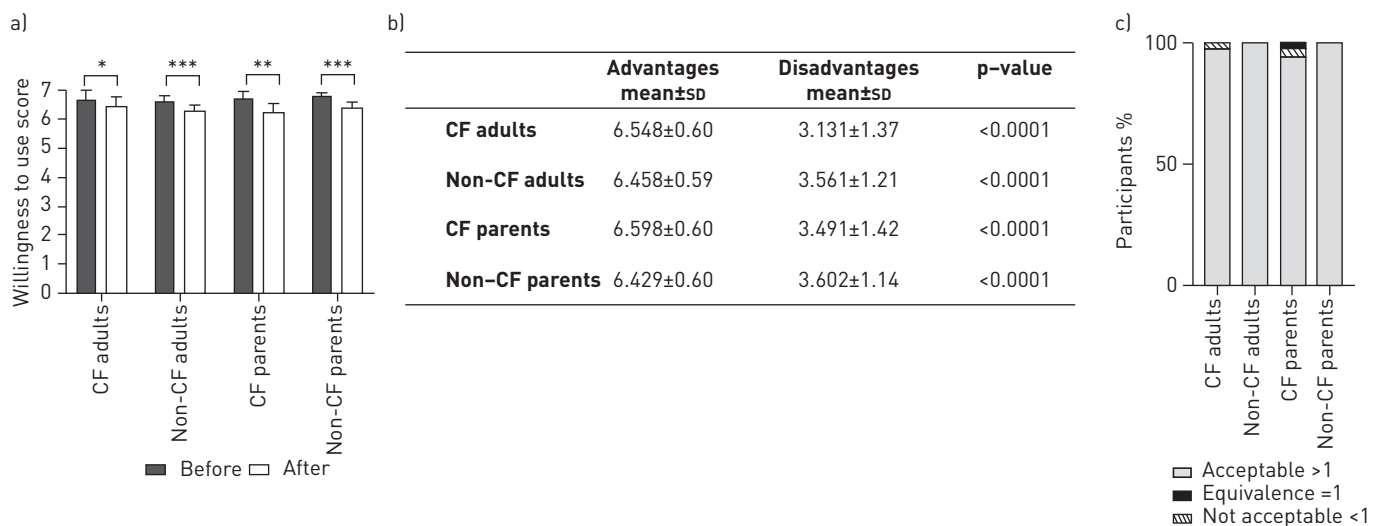 a)
* *** ** ***
Willingness to use score
7
6
5
4
3
2
1
0
CF adults
Non-CF adults
CF parents
Non-CF parents
Before After
b)
Advantages Disadvantages p–value
mean±SD mean±SD
CF adults 6.548±0.60 3.131±1.37 <0.0001
Non-CF adults 6.458±0.59 3.561±1.21 <0.0001
CF parents 6.598±0.60 3.491±1.42 <0.0001
Non–CF parents 6.429±0.60 3.602±1.14 <0.0001
c)
Participants %
100
50
0
CF adults
Non-CF adults
CF parents
Non-CF parents
Acceptable >1
Equivalence =1
Not acceptable <1